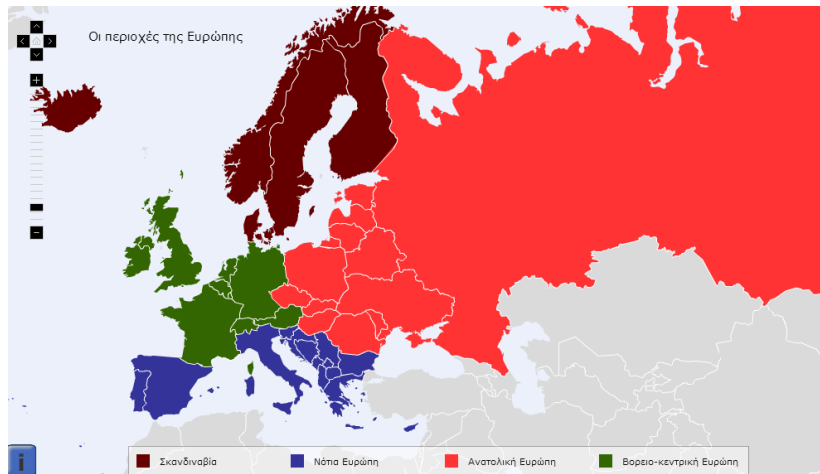 Οι περιοχές της Ευρώπης
i
Σκανδιναβία
Νότια Ευρώπη
Ανατολική Ευρώπη
Βορειο-κεντρική Ευρώπη